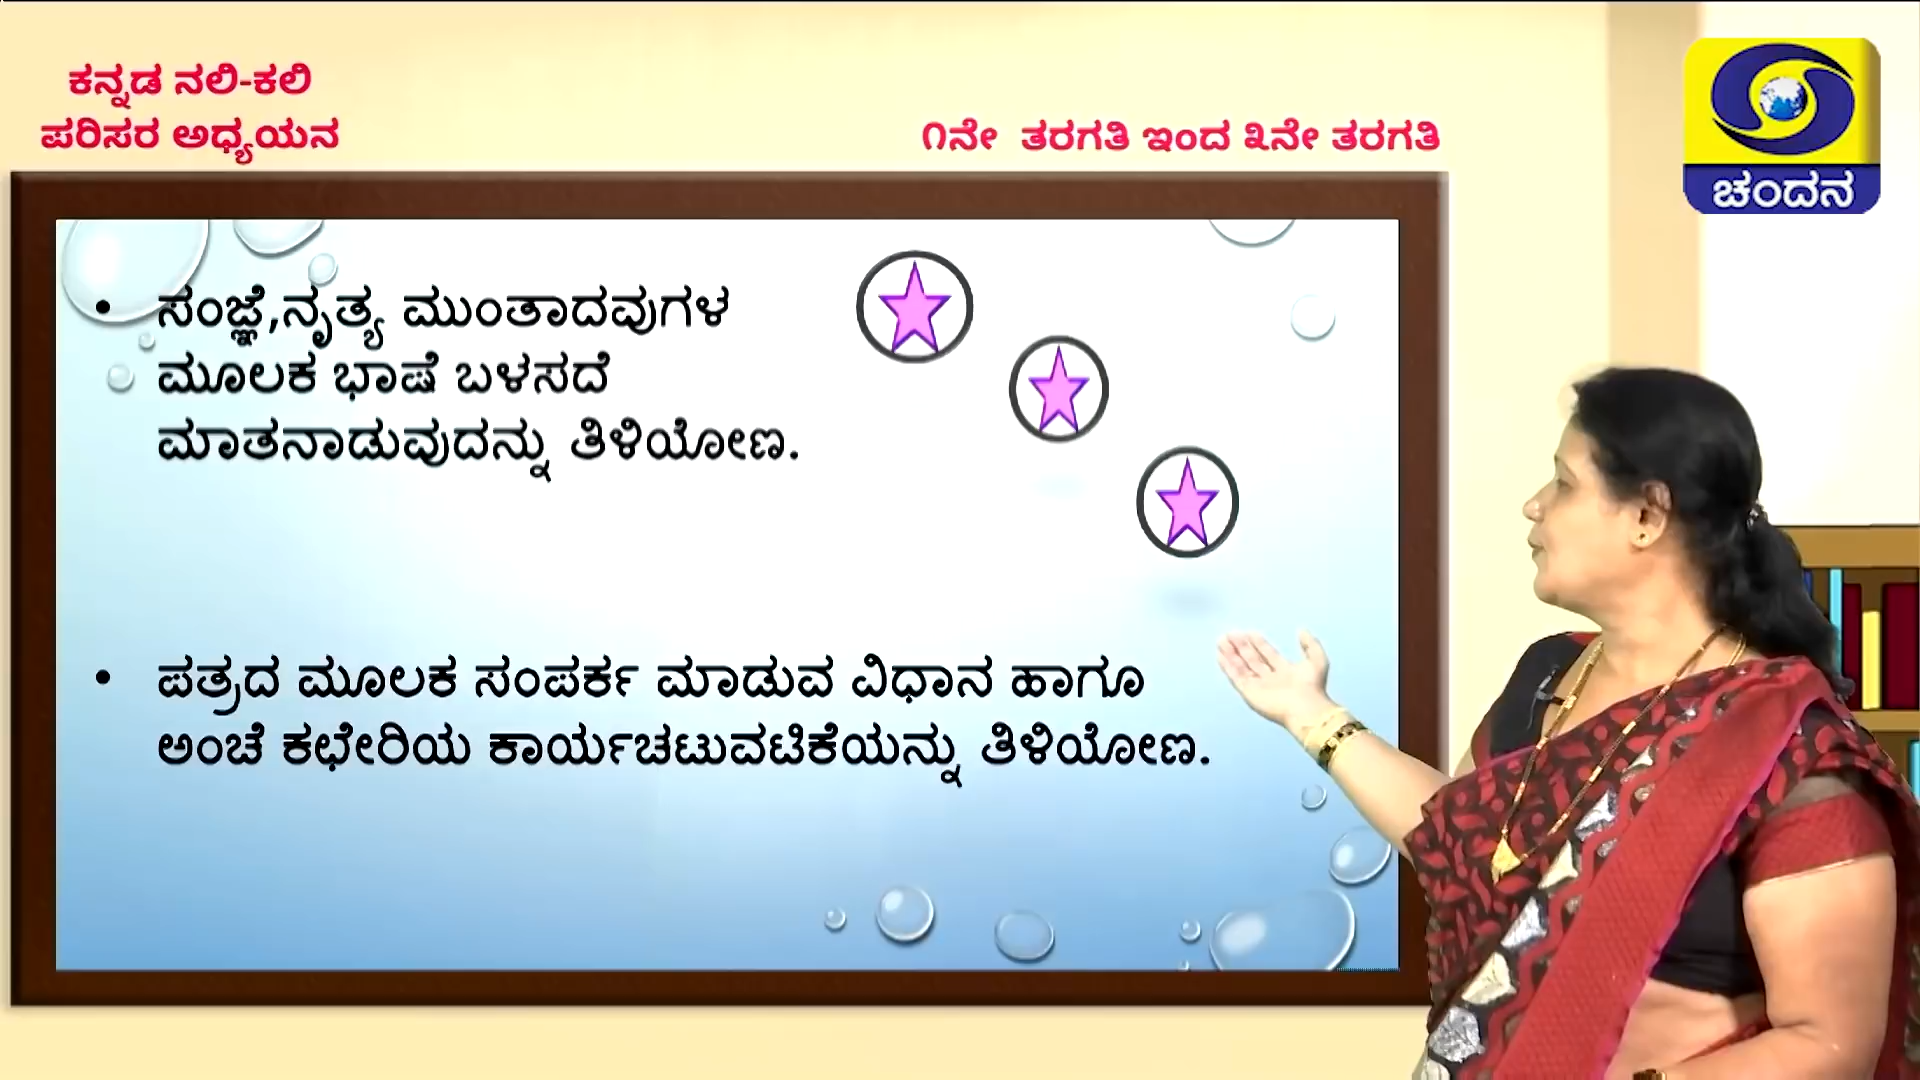 ಕನ್ನಡ ನಲಿ-ಕಲಿ
ಪರಿಸರ ಅಧ್ಯಯನ
೧ನೇ ತರಗತಿ ಇಂದ ೩ನೇ ತರಗತಿ
ಚಂದನ
• ಸಂಜ್ಞೆ,ನೃತ್ಯ ಮುಂತಾದವುಗಳ
ಮೂಲಕ ಭಾಷೆ ಬಳಸದೆ
ಮಾತನಾಡುವುದನ್ನು ತಿಳಿಯೋಣ.
• ಪತ್ರದ ಮೂಲಕ ಸಂಪರ್ಕ ಮಾಡುವ ವಿಧಾನ ಹಾಗೂ
ಅಂಚೆ ಕಛೇರಿಯ ಕಾರ್ಯಚಟುವಟಿಕೆಯನ್ನು ತಿಳಿಯೋಣ.